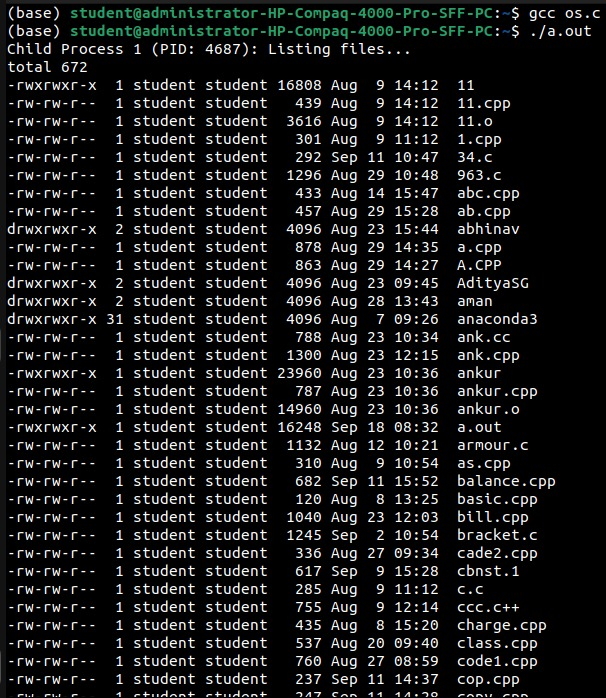 (base) student@administrator-HP-Compaq-4000-Pro-SFF-PC:~$ gcc os.c
(base) student@administrator-HP-Compaq-4000-Pro-SFF-PC:~$ ./a.out
Child Process 1 (PID: 4687): Listing files...
total 672
-rwxrwxr-x  1 student student 16808 Aug  9 14:12  11
-rw-rw-r--  1 student student   439 Aug  9 14:12  11.cpp
-rw-rw-r--  1 student student  3616 Aug  9 14:12  11.o
-rw-rw-r--  1 student student   301 Aug  9 11:12  1.cpp
-rw-rw-r--  1 student student   292 Sep 11 10:47  34.c
-rw-rw-r--  1 student student  1296 Aug 29 10:48  963.c
-rw-rw-r--  1 student student   433 Aug 14 15:47  abc.cpp
-rw-rw-r--  1 student student   457 Aug 29 15:28  ab.cpp
drwxrwxr-x  2 student student  4096 Aug 23 15:44  abhinav
-rw-rw-r--  1 student student   878 Aug 29 14:35  a.cpp
-rw-rw-r--  1 student student   863 Aug 29 14:27  A.CPP
drwxrwxr-x  2 student student  4096 Aug 23 09:45  AdityaSG
drwxrwxr-x  2 student student  4096 Aug 28 13:43  aman
drwxrwxr-x 31 student student  4096 Aug  7 09:26  anaconda3
-rw-rw-r--  1 student student   788 Aug 23 10:34  ank.cc
-rw-rw-r--  1 student student  1300 Aug 23 12:15  ank.cpp
-rwxrwxr-x  1 student student 23960 Aug 23 10:36  ankur
-rw-rw-r--  1 student student   787 Aug 23 10:36  ankur.cpp
-rw-rw-r--  1 student student 14960 Aug 23 10:36  ankur.o
-rwxrwxr-x  1 student student 16248 Sep 18 08:32  a.out
-rw-rw-r--  1 student student  1132 Aug 12 10:21  armour.c
-rw-rw-r--  1 student student   310 Aug  9 10:54  as.cpp
-rw-rw-r--  1 student student   682 Sep 11 15:52  balance.cpp
-rw-rw-r--  1 student student   120 Aug  8 13:25  basic.cpp
-rw-rw-r--  1 student student  1040 Aug 23 12:03  bill.cpp
-rw-rw-r--  1 student student  1245 Sep  2 10:54  bracket.c
-rw-rw-r--  1 student student   336 Aug 27 09:34  cade2.cpp
-rw-rw-r--  1 student student   617 Sep  9 15:28  cbnst.1
-rw-rw-r--  1 student student   285 Aug  9 11:12  c.c
-rw-rw-r--  1 student student   755 Aug  9 12:14  ccc.c++
-rw-rw-r--  1 student student   435 Aug  8 15:20  charge.cpp
-rw-rw-r--  1 student student   537 Aug 20 09:40  class.cpp
-rw-rw-r--  1 student student   760 Aug 27 08:59  code1.cpp
-rw-rw-r--  1 student student   237 Sep 11 14:37  cop.cpp
-rw-rw-r--  1 student student   247 Sep 11 14:28  copy.cpp